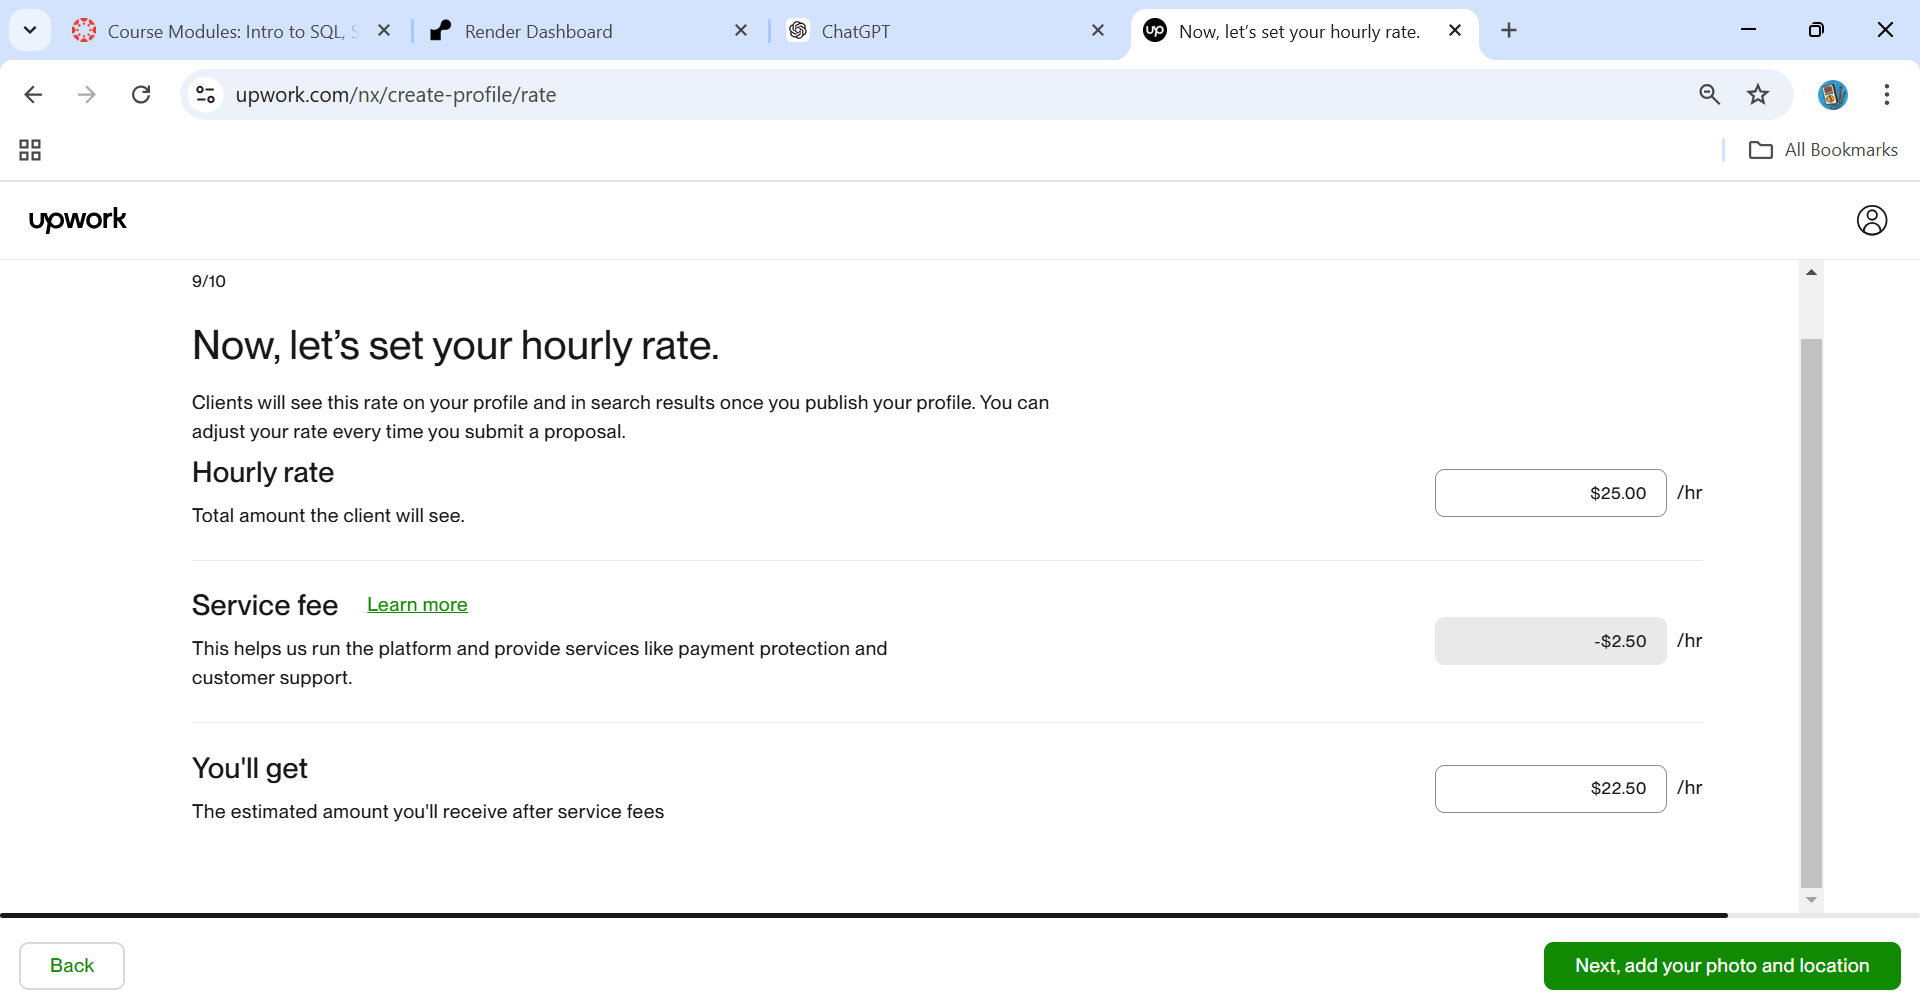 Course Modules: Intro to SQL,
Render Dashboard
ChatGPT
up
Now, let's set your hourly rate.
upwork.com/nx/create-profile/rate
All Bookmarks
upwork
9/10
Now, let's set your hourly rate.
Clients will see this rate on your profile and in search results once you publish your profile. You can
adjust your rate every time you submit a proposal.
Hourly rate
$25.00 /hr
Total amount the client will see.
Service fee Learn more
This helps us run the platform and provide services like payment protection and
customer support.
-$2.50 /hr
You'll get
$22.50 /hr
The estimated amount you'll receive after service fees
Back
Next, add your photo and location